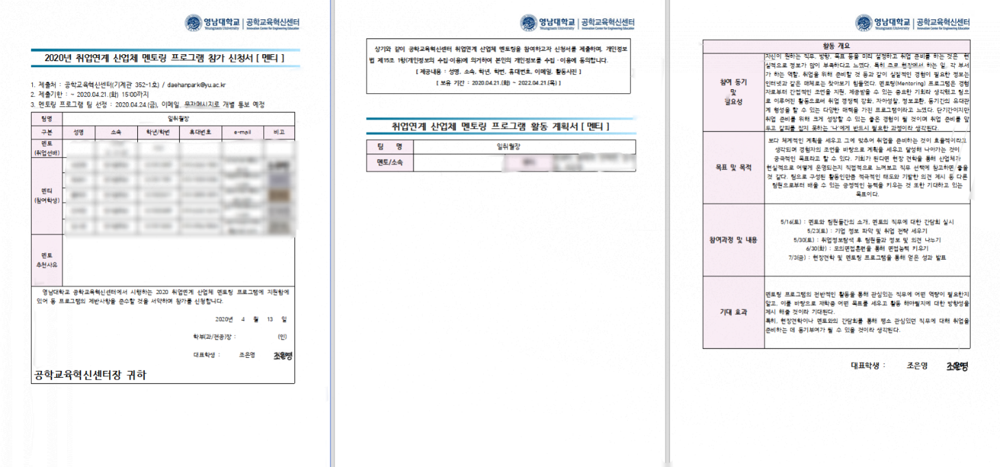 영남대학교 | 공학교육혁신센터
Yeungnam University Innovation Center for Engineering Education
2020년 취업연계 산업체 멘토링 프로그램 참가 신청서 [ 멘티 ]
1. 제출처 : 공학교육혁신센터(기계관 352-1호) / daehanpark@yu.ac.kr
2. 제출기한 : ~ 2020.04.21.(화) 15:00까지
3. 멘토링 프로그램 팀 선정 : 2020.04.24.(금), 이메일, 문자메시지로 개별 통보 예정
팀명 일취월장
구분 성명 소속 학년/학번 휴대번호 e-mail 비고
멘토
(취업선배)
멘티
(참여학생)
멘토
추천사유
영남대학교 공학교육혁신센터에서 시행하는 2020 취업연계 산업체 멘토링 프로그램에 지원함에
있어 동 프로그램의 제반사항을 준수할 것을 서약하며 참가를 신청합니다.
2020년 4 월 13 일
학부(과/전공)장 : (인)
대표학생 : 조은영 조은영
공학교육혁신센터장 귀하
영남대학교 | 공학교육혁신센터
Yeungnam University Innovation Center for Engineering Education
상기와 같이 공학교육혁신센터 취업연계 산업체 멘토링을 참여하고자 신청서를 제출하며, 개인정보
법 제15조 1항(개인정보의 수집·이용)에 의거하여 본인의 개인정보를 수집·이용에 동의합니다.
[ 제공내용 : 성명, 소속, 학년, 학번, 휴대번호, 이메일, 활동사진 ]
[ 보유 기간 : 2020.04.21.(화) ~ 2022.04.21.(목) ]
취업연계 산업체 멘토링 프로그램 활동 계획서 [ 멘티 ]
팀 명 일취월장
멘토/소속
영남대학교 | 공학교육혁신센터
Yeungnam University Innovation Center for Engineering Education
활동 개요
참여 동기
및
필요성
자신이 원하는 직무, 방향, 목표 등을 미리 설정하고 취업 준비를 하는 것은 현
실적으로 정보가 많이 부족하다고 느꼈다. 특히 주로 현장에서 하는 일, 각 부서
가 하는 역할, 취업을 위해 준비할 것 등과 같이 실질적인 경험이 필요한 정보는
인터넷과 같은 매체로는 찾아보기 힘들었다. 멘토링(Mentoring) 프로그램은 경험
자로부터 간접적인 조언을 지원, 제공받을 수 있는 중요한 기회라 생각했고 팀으
로 이루어진 활동으로써 취업 경쟁력 강화, 자아성찰, 정보교환, 동기간의 유대관
계 형성을 할 수 있는 다양한 매력을 가진 프로그램이라고 느꼈다. 단기간이지만
취업 준비를 위해 크게 성장할 수 있는 좋은 경험이 될 것이며 취업 준비를 앞
두고 갈피를 잡지 못하는 '나'에게 반드시 필요한 과정이라 생각된다.
목표 및 목적
보다 체계적인 계획을 세우고 그에 맞추어 취업을 준비하는 것이 효율적이라고
생각되며 경험자의 조언을 바탕으로 계획을 세우고 달성해 나아가는 것이
궁극적인 목표라고 할 수 있다. 기회가 된다면 현장 견학을 통해 산업체가
현실적으로 어떻게 운영되는지 직접적으로 느껴보고 직무 선택에 참고하면 좋을
것 같다. 팀으로 구성된 활동인만큼 적극적인 태도와 기발한 의견 제시 등 다른
팀원으로부터 배울 수 있는 긍정적인 능력을 키우는 것 또한 기대하고 있는
목표이다.
참여과정 및 내용
5/16(토) : 멘토와 팀원들간의 소개, 멘토의 직무에 대한 간담회 실시
5/23(토) : 기업 정보 파악 및 취업 전략 세우기
5/30(토) : 취업정보탐색 후 팀원들과 정보 및 의견 나누기
6/30(화) : 모의면접훈련을 통해 면접능력 키우기
7/3(금) : 현장견학 및 멘토링 프로그램을 통해 얻은 성과 발표
기대 효과
멘토링 프로그램의 전반적인 활동을 통해 관심있는 직무에 어떤 역량이 필요한지
알고, 이를 바탕으로 재학중 어떤 목표를 세우고 활동 해야될지에 대한 방향성을
제시 해줄 것이라 기대된다.
특히, 현장견학이나 멘토와의 간담회를 통해 평소 관심있던 직무에 대해 취업을
준비하는 데 동기부여가 될 수 있을 것이라 생각된다.
대표학생 : 조은영 조은영